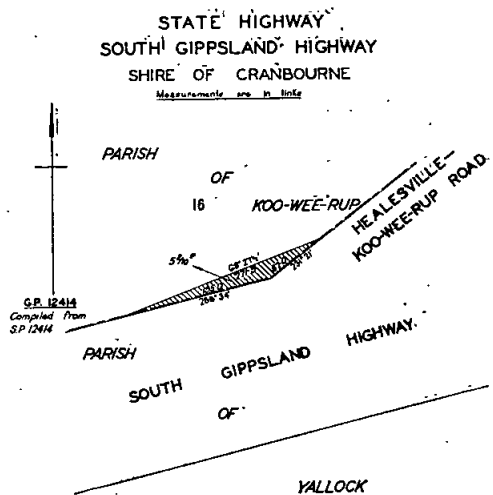 STATE HIGHWAY
SOUTH GIPPSLAND HIGHWAY
SHIRE OF CRANBOURNE
Measurements are in links
PARISH
OF
16 KOO-WEE-RUP
HEALESVILLE—
KOO-WEE-RUP ROAD.
G.P. 12414
Compiled from
S.P 12414
PARISH
SOUTH GIPPSLAND HIGHWAY.
OF
YALLOCK